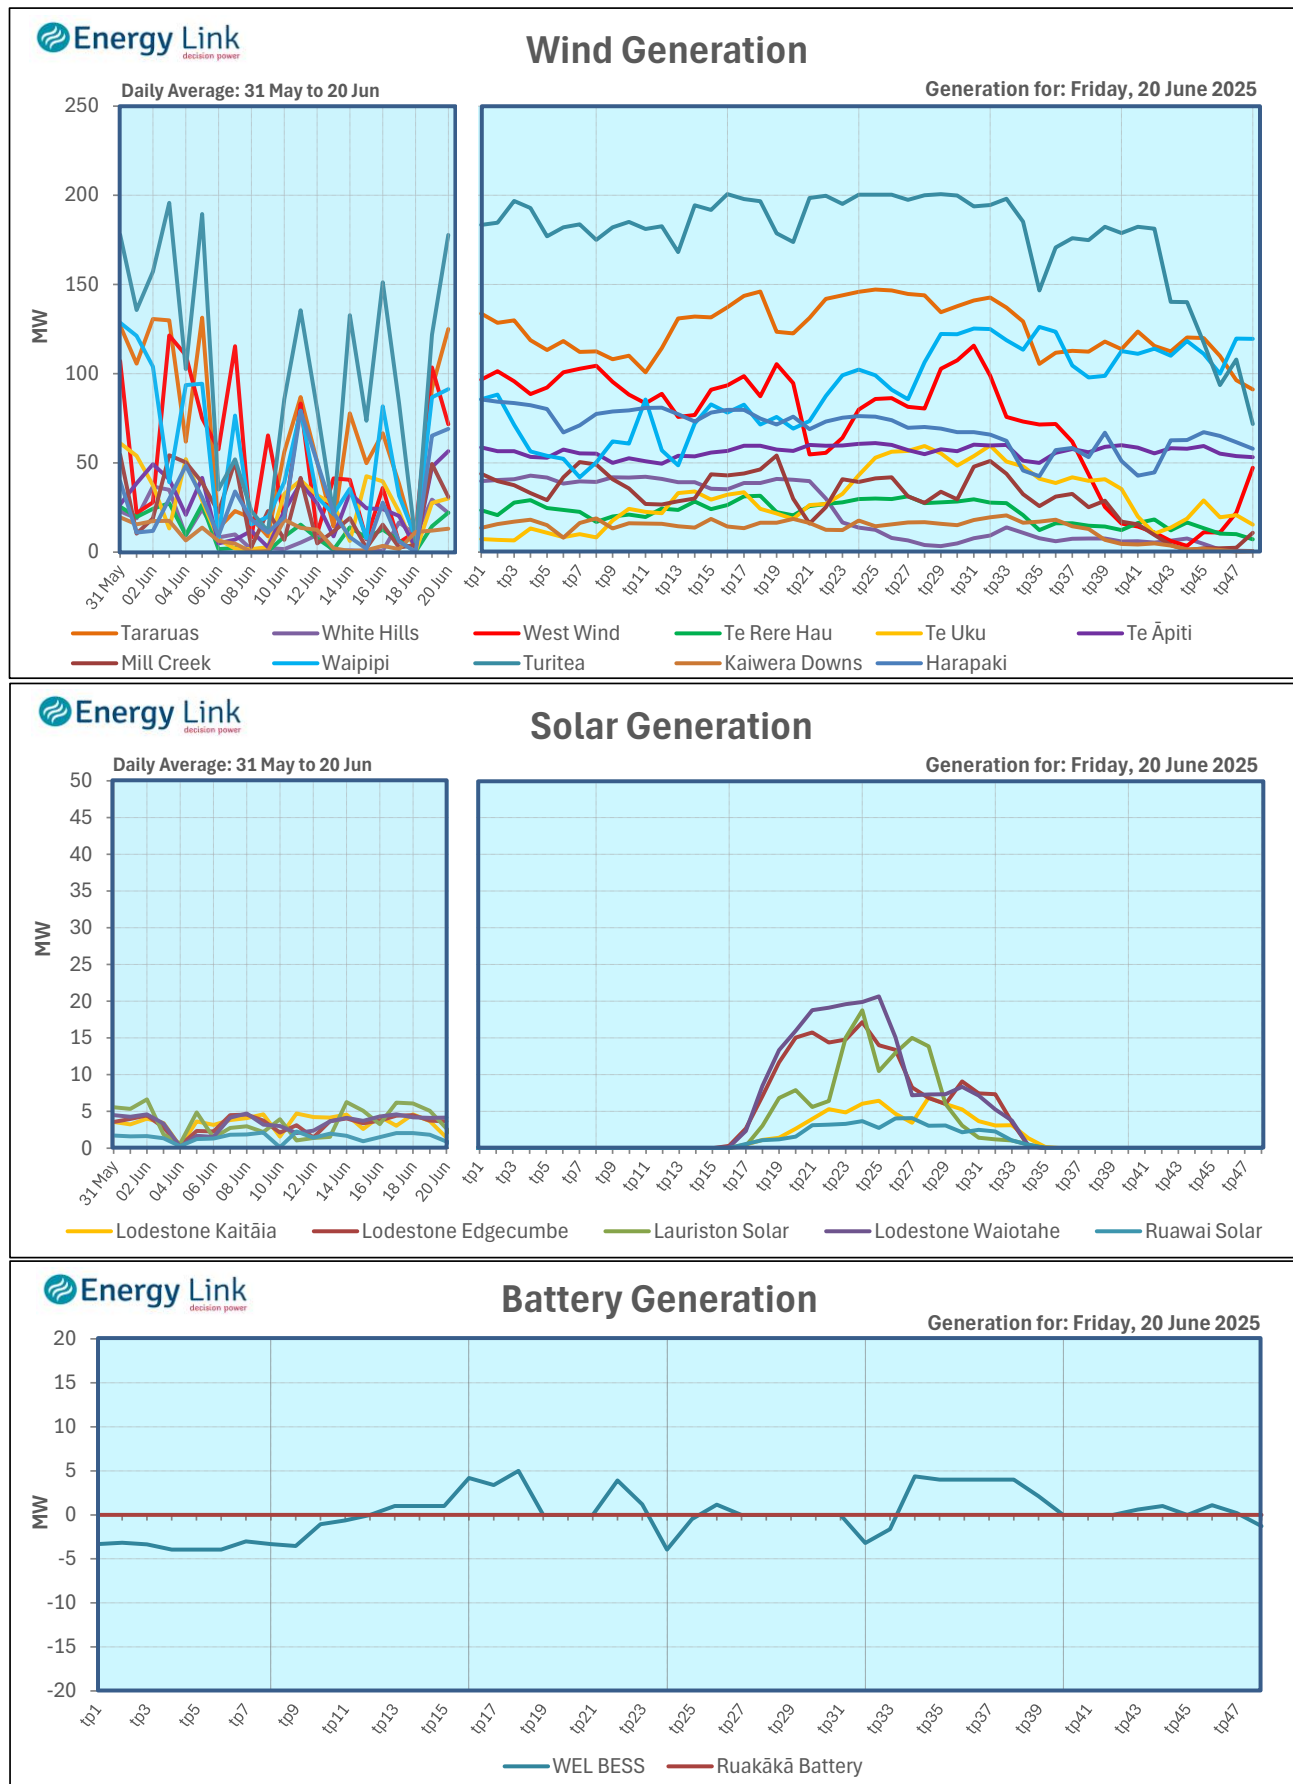 Energy Link
decision power
Wind Generation
Daily Average: 31 May to 20 Jun
Generation for: Friday, 20 June 2025
MW
250
200
150
100
50
0
31 May
02 Jun
04 Jun
06 Jun
08 Jun
10 Jun
12 Jun
14 Jun
16 Jun
18 Jun
20 Jun
tp1
tp3
tp5
tp7
tp9
tp11
tp13
tp15
tp17
tp19
tp21
tp23
tp25
tp27
tp29
tp31
tp33
tp35
tp37
tp39
tp41
tp43
tp45
tp47
Tararuas White Hills West Wind Te Rere Hau Te Uku Te Āpiti
Mill Creek Waipipi Turitea Kaiwera Downs Harapaki
Energy Link
decision power
Solar Generation
Daily Average: 31 May to 20 Jun
Generation for: Friday, 20 June 2025
MW
50
45
40
35
30
25
20
15
10
5
0
31 May
02 Jun
04 Jun
06 Jun
08 Jun
10 Jun
12 Jun
14 Jun
16 Jun
18 Jun
20 Jun
tp1
tp3
tp5
tp7
tp9
tp11
tp13
tp15
tp17
tp19
tp21
tp23
tp25
tp27
tp29
tp31
tp33
tp35
tp37
tp39
tp41
tp43
tp45
tp47
Lodestone Kaitāia Lodestone Edgecumbe Lauriston Solar Lodestone Waiotahe Ruawai Solar
Energy Link
decision power
Battery Generation
Generation for: Friday, 20 June 2025
MW
20
15
10
5
0
-5
-10
-15
-20
tp1
tp3
tp5
tp7
tp9
tp11
tp13
tp15
tp17
tp19
tp21
tp23
tp25
tp27
tp29
tp31
tp33
tp35
tp37
tp39
tp41
tp43
tp45
tp47
WEL BESS Ruakākā Battery